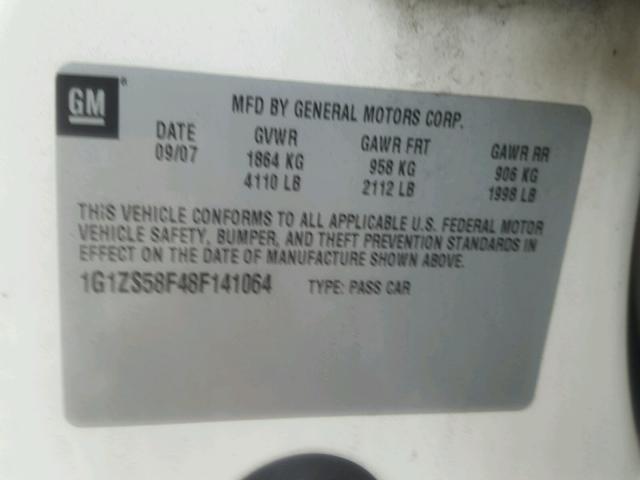 GM®
MFD BY GENERAL MOTORS CORP.
DATE GVWR GAWR FRT GAWR RR
09/07 1864 KG 958 KG 906 KG
4110 LB 2112 LB 1998 LB
THIS VEHICLE CONFORMS TO ALL APPLICABLE U.S. FEDERAL MOTOR
VEHICLE SAFETY, BUMPER, AND THEFT PREVENTION STANDARDS IN
EFFECT ON THE DATE OF MANUFACTURE SHOWN ABOVE.
1G1ZS58F48F141064 TYPE: PASS CAR